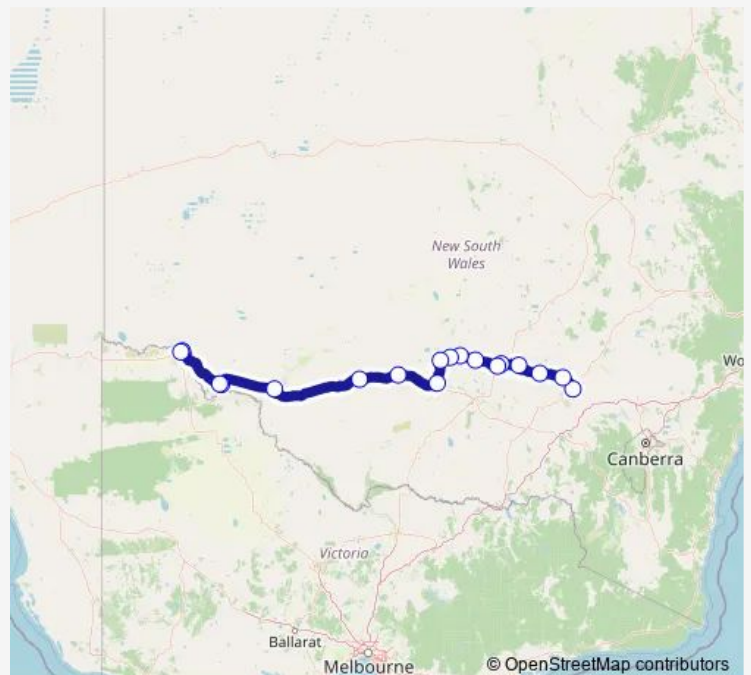 New South
Wales
Wo
Canberra
Victoria
Ballarat
Melbourne
© OpenStreetMap contributors